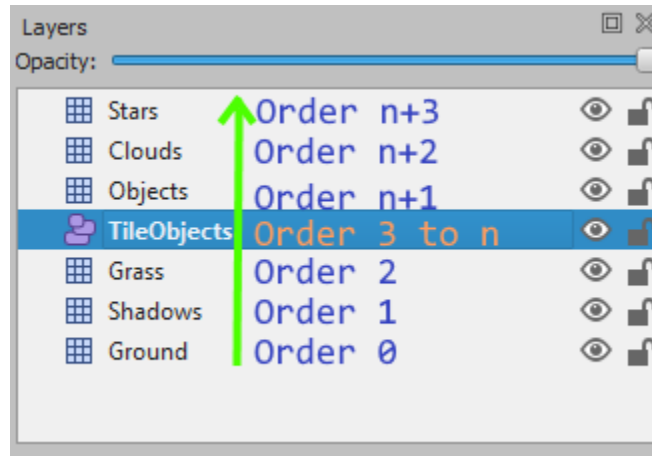 Layers
Opacity:
Stars Order n+3
Clouds Order n+2
Objects Order n+1
TileObjects Order 3 to n
Grass Order 2
Shadows Order 1
Ground Order 0